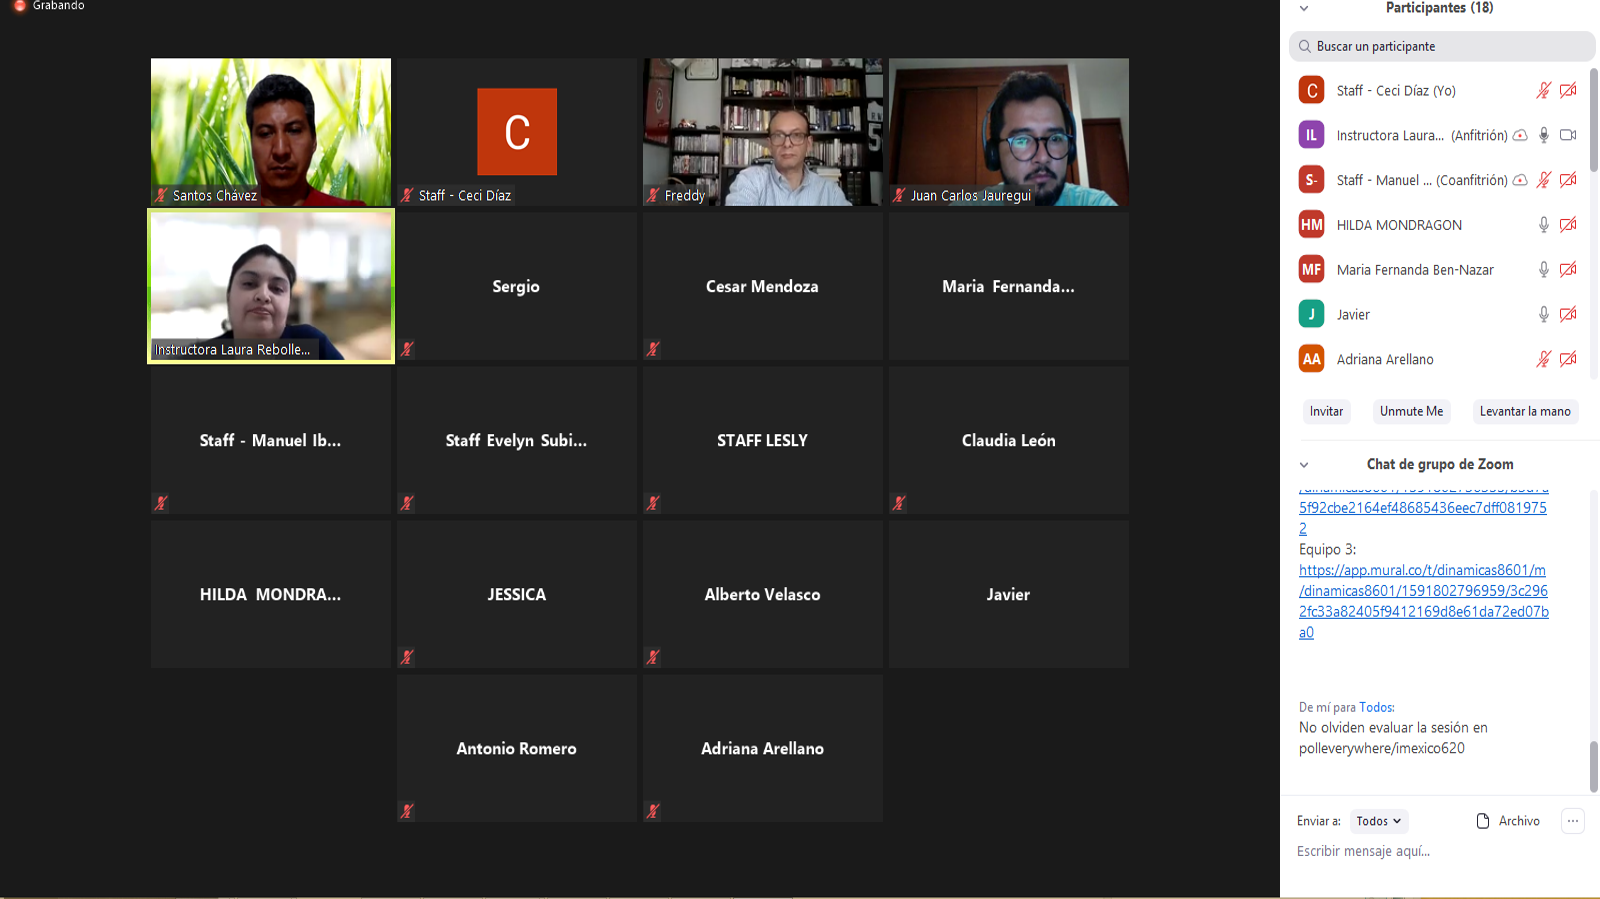 Grabando
Santos Chávez
C
Staff - Ceci Díaz
Freddy
Juan Carlos Jauregui
Instructora Laura Rebolle...
Sergio
Cesar Mendoza
Maria Fernanda...
Staff - Manuel Ib...
Staff Evelyn Subi...
STAFF LESLY
Claudia León
HILDA MONDRA...
JESSICA
Alberto Velasco
Javier
Antonio Romero
Adriana Arellano
Participantes (18)
Buscar un participante
C Staff - Ceci Díaz (Yo)
IL Instructora Laura... (Anfitrión)
S- Staff - Manuel ... (Coanfitrión)
HM HILDA MONDRAGON
MF Maria Fernanda Ben-Nazar
J Javier
AA Adriana Arellano
Invitar Unmute Me Levantar la mano
Chat de grupo de Zoom
5f92cbe2164ef48685436eec7dff081975
2
Equipo 3:
https://app.mural.co/t/dinamicas8601/m
/dinamicas8601/1591802796959/3c296
2fc33a82405f9412169d8e61da72ed07b
a0
De mí para Todos:
No olviden evaluar la sesión en
polleverywhere/imexico620
Enviar a: Todos Archivo ...
Escribir mensaje aquí...